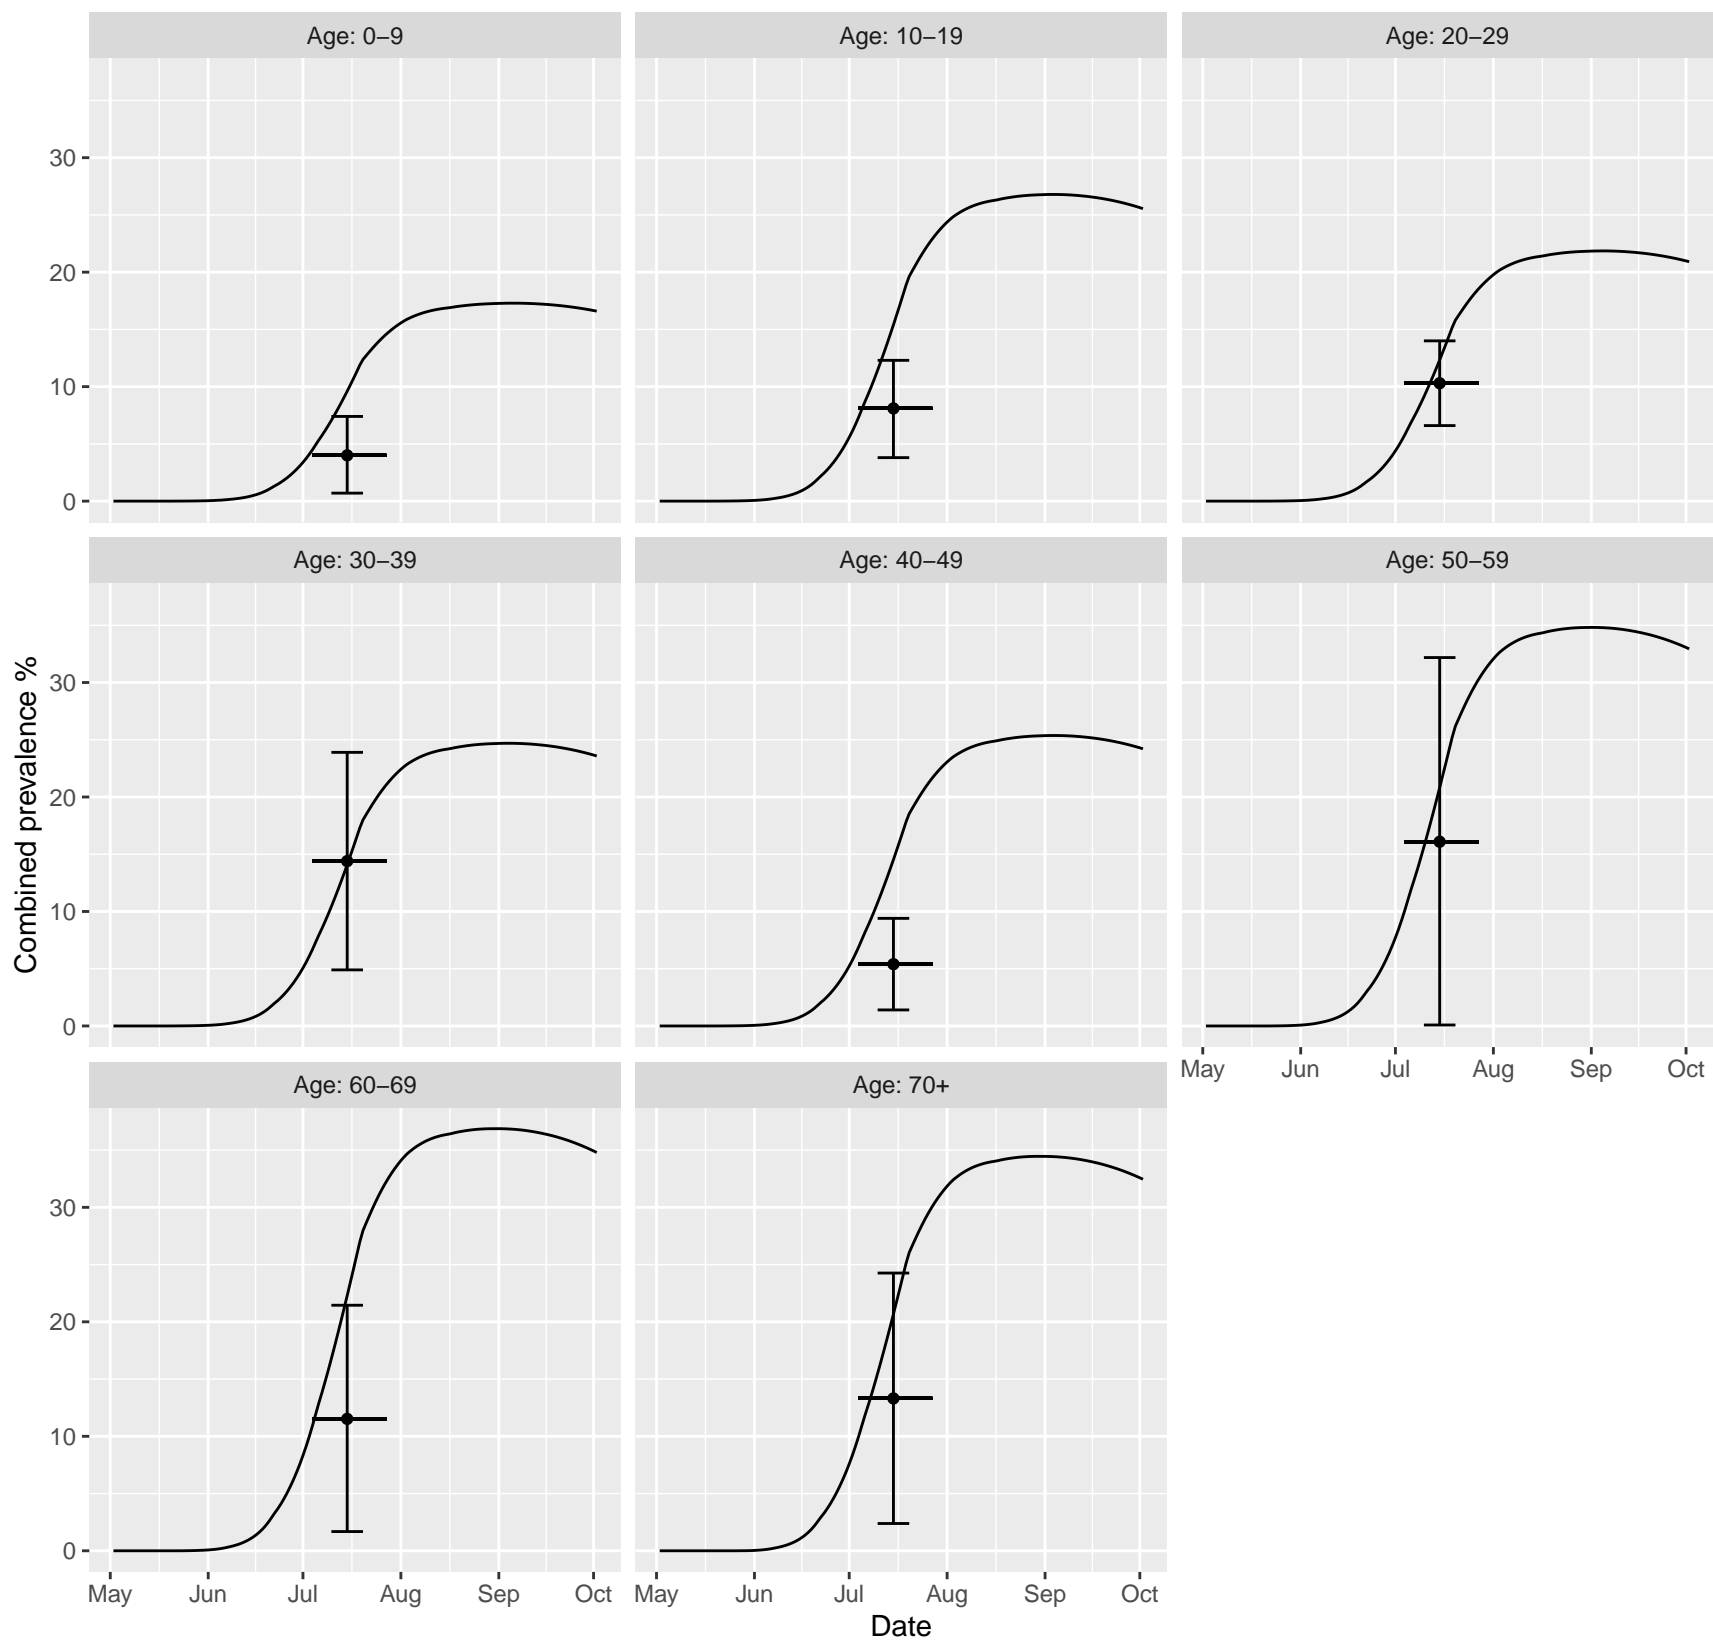 Age: 0–9
Age: 10–19
Age: 20–29
30
20
10
0
Age: 30–39
Age: 40–49
Age: 50–59
Combined prevalence %
30
20
10
0
May Jun Jul Aug Sep Oct
Age: 60–69
Age: 70+
30
20
10
0
May Jun Jul Aug Sep Oct
May Jun Jul Aug Sep Oct
Date